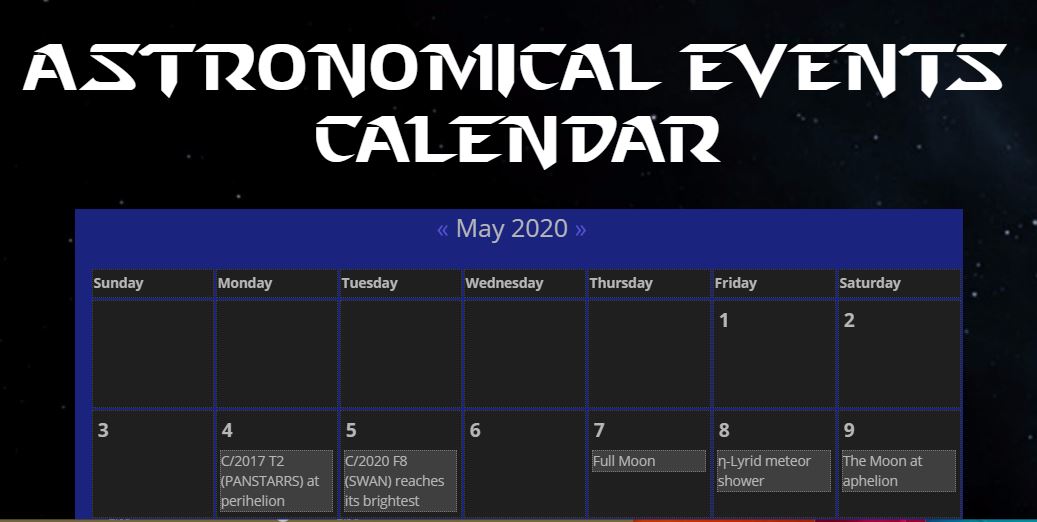 ASTRONOMICAL EVENTS
CALENDAR
« May 2020 »
Sunday Monday Tuesday Wednesday Thursday Friday Saturday
1 2
3 4 5 6 7 8 9
C/2017 T2
(PANSTARRS) at
perihelion
C/2020 F8
(SWAN) reaches
its brightest
Full Moon
η-Lyrid meteor
shower
The Moon at
aphelion